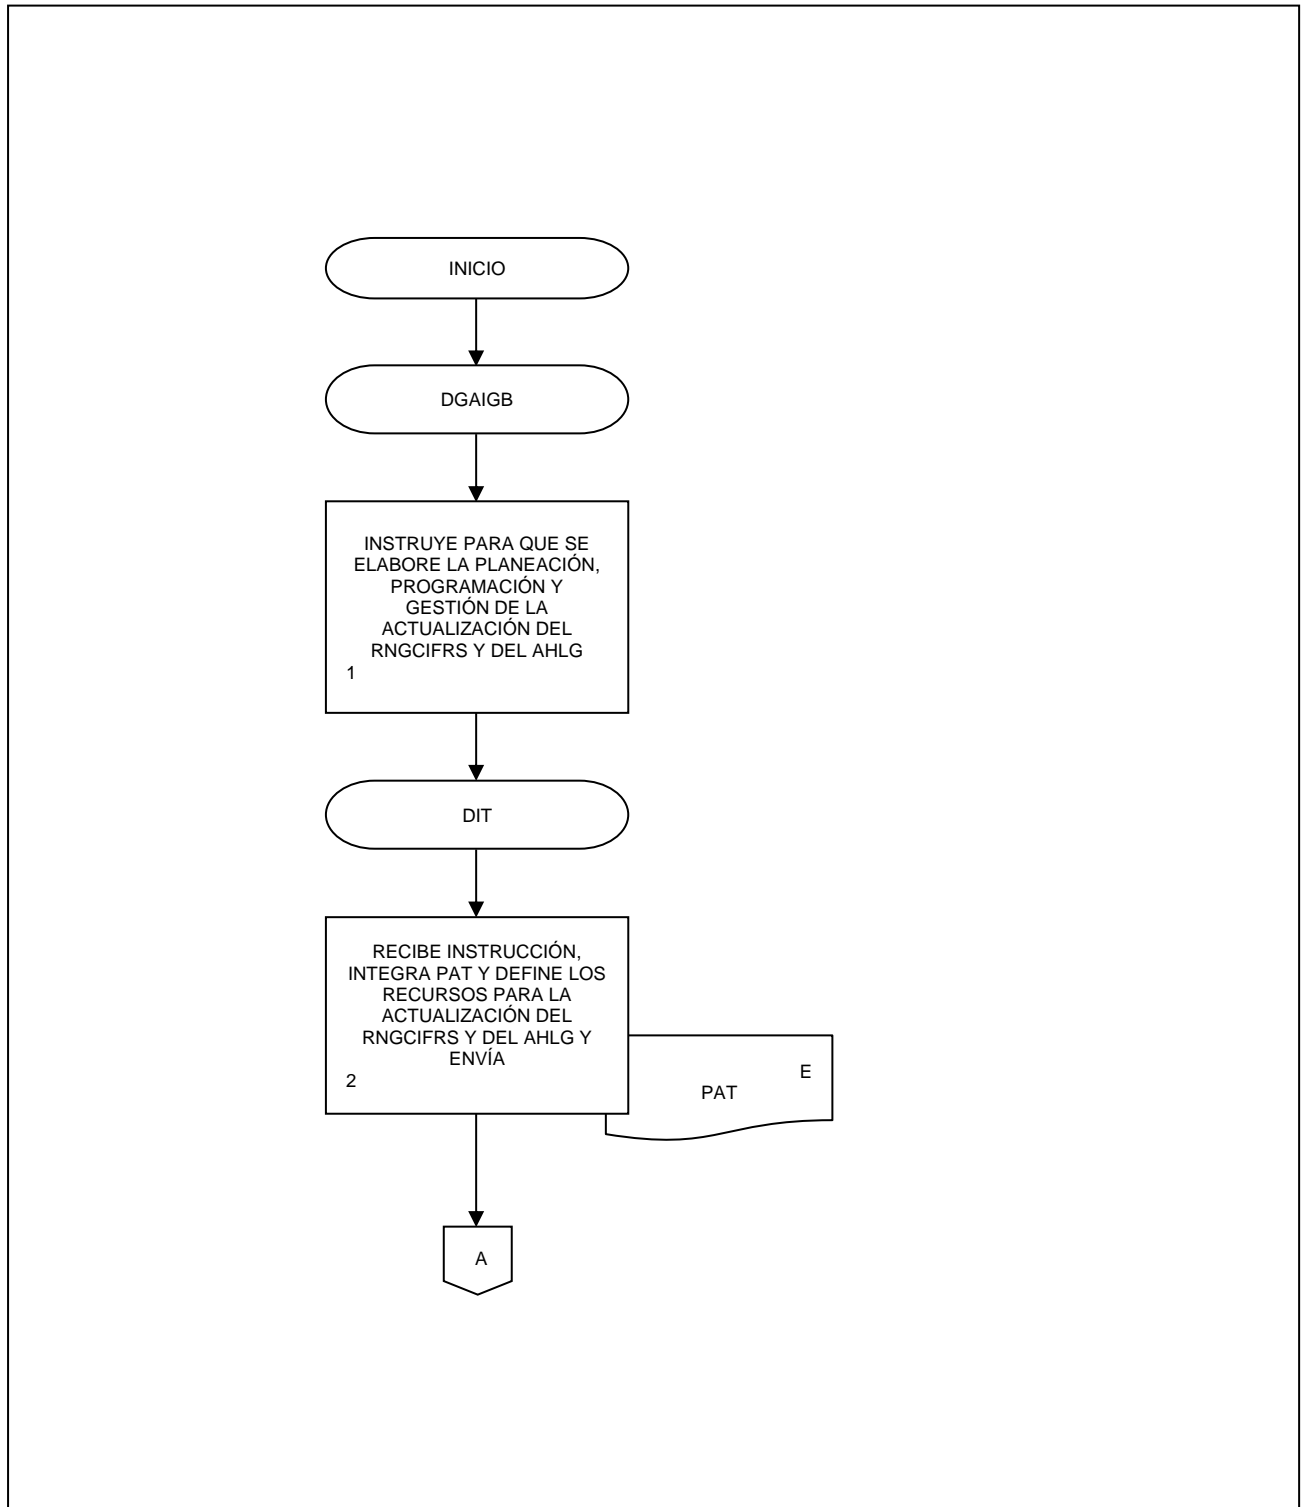 INICIO
DGAIGB
INSTRUYE PARA QUE SE
ELABORE LA PLANEACIÓN,
PROGRAMACIÓN Y
GESTIÓN DE LA
ACTUALIZACIÓN DEL
RNGCIFRS Y DEL AHLG
1
DIT
RECIBE INSTRUCCIÓN,
INTEGRA PAT Y DEFINE LOS
RECURSOS PARA LA
ACTUALIZACIÓN DEL
RNGCIFRS Y DEL AHLG Y
ENVÍA
2
E
PAT
A